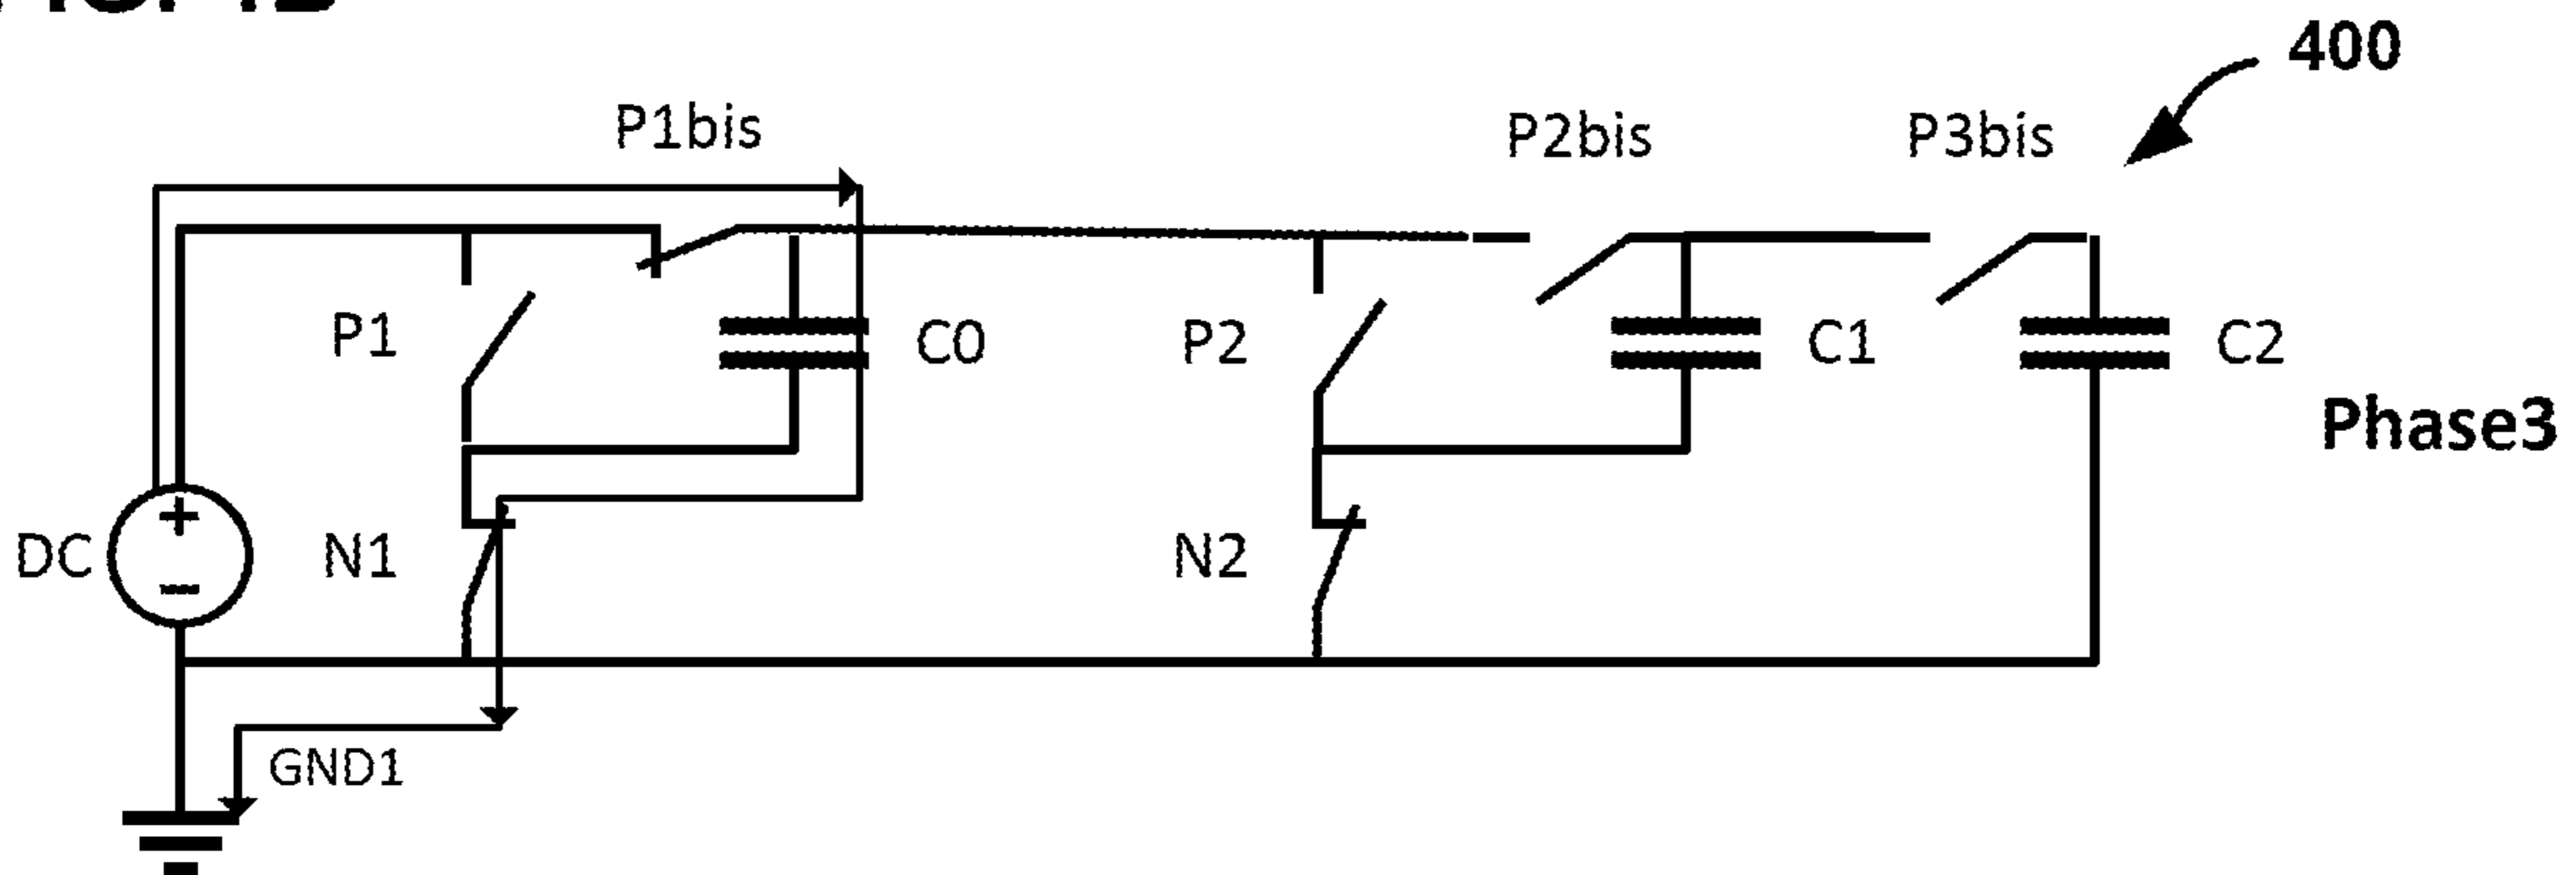 400
P1bis
P2bis
P3bis
P1
C0
P2
C1
C2
Phase3
+
DC
N1
N2
−
GND1